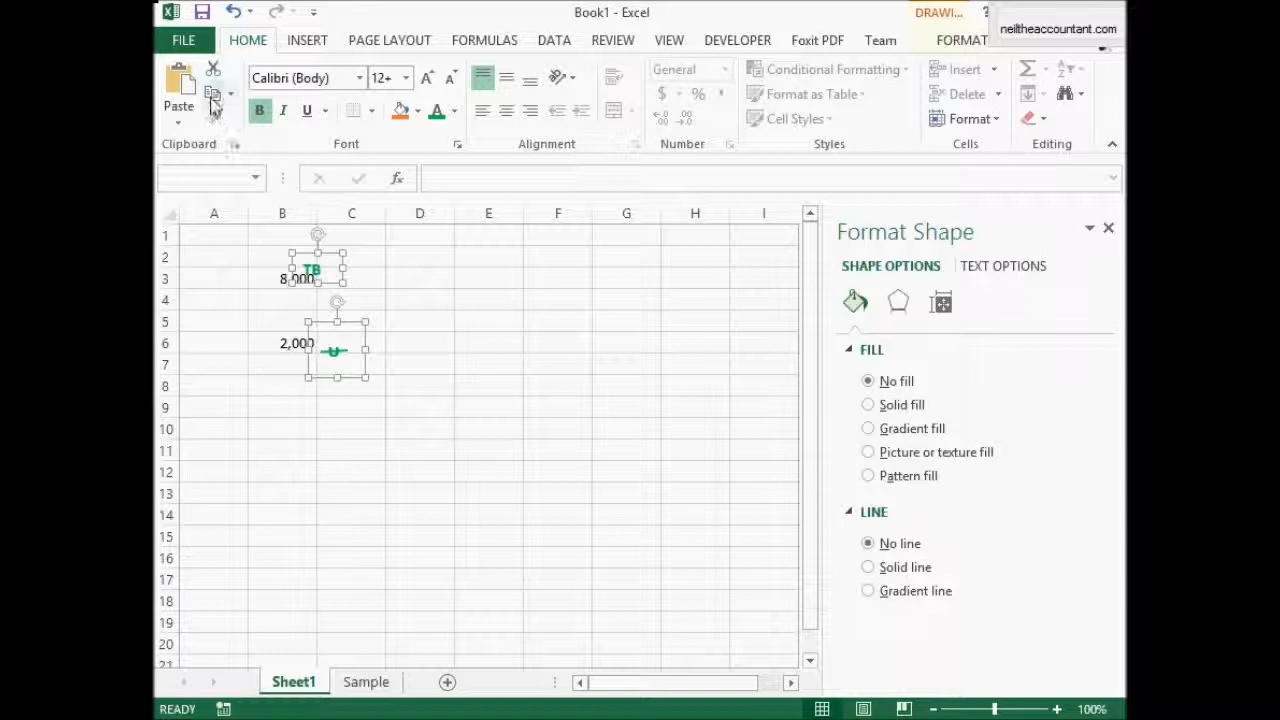 Book1 - Excel
DRAWI... ?
neiltheaccountant.com
FILE HOME INSERT PAGE LAYOUT FORMULAS DATA REVIEW VIEW DEVELOPER Foxit PDF Team FORMAT
Paste
Calibri (Body) 12+ A A
B I U A
General
$ %
Conditional Formatting
Format as Table
Cell Styles
Insert
Delete
Format
Clipboard Font Alignment Number Styles Cells Editing
fx
A B C D E F G H I
1
2
TB
3 8,000
4
5
6 2,000
U
7
8
9
10
11
12
13
14
15
16
17
18
19
20
21
Format Shape
SHAPE OPTIONS TEXT OPTIONS
FILL
No fill
Solid fill
Gradient fill
Picture or texture fill
Pattern fill
LINE
No line
Solid line
Gradient line
Sheet1 Sample
READY 100%